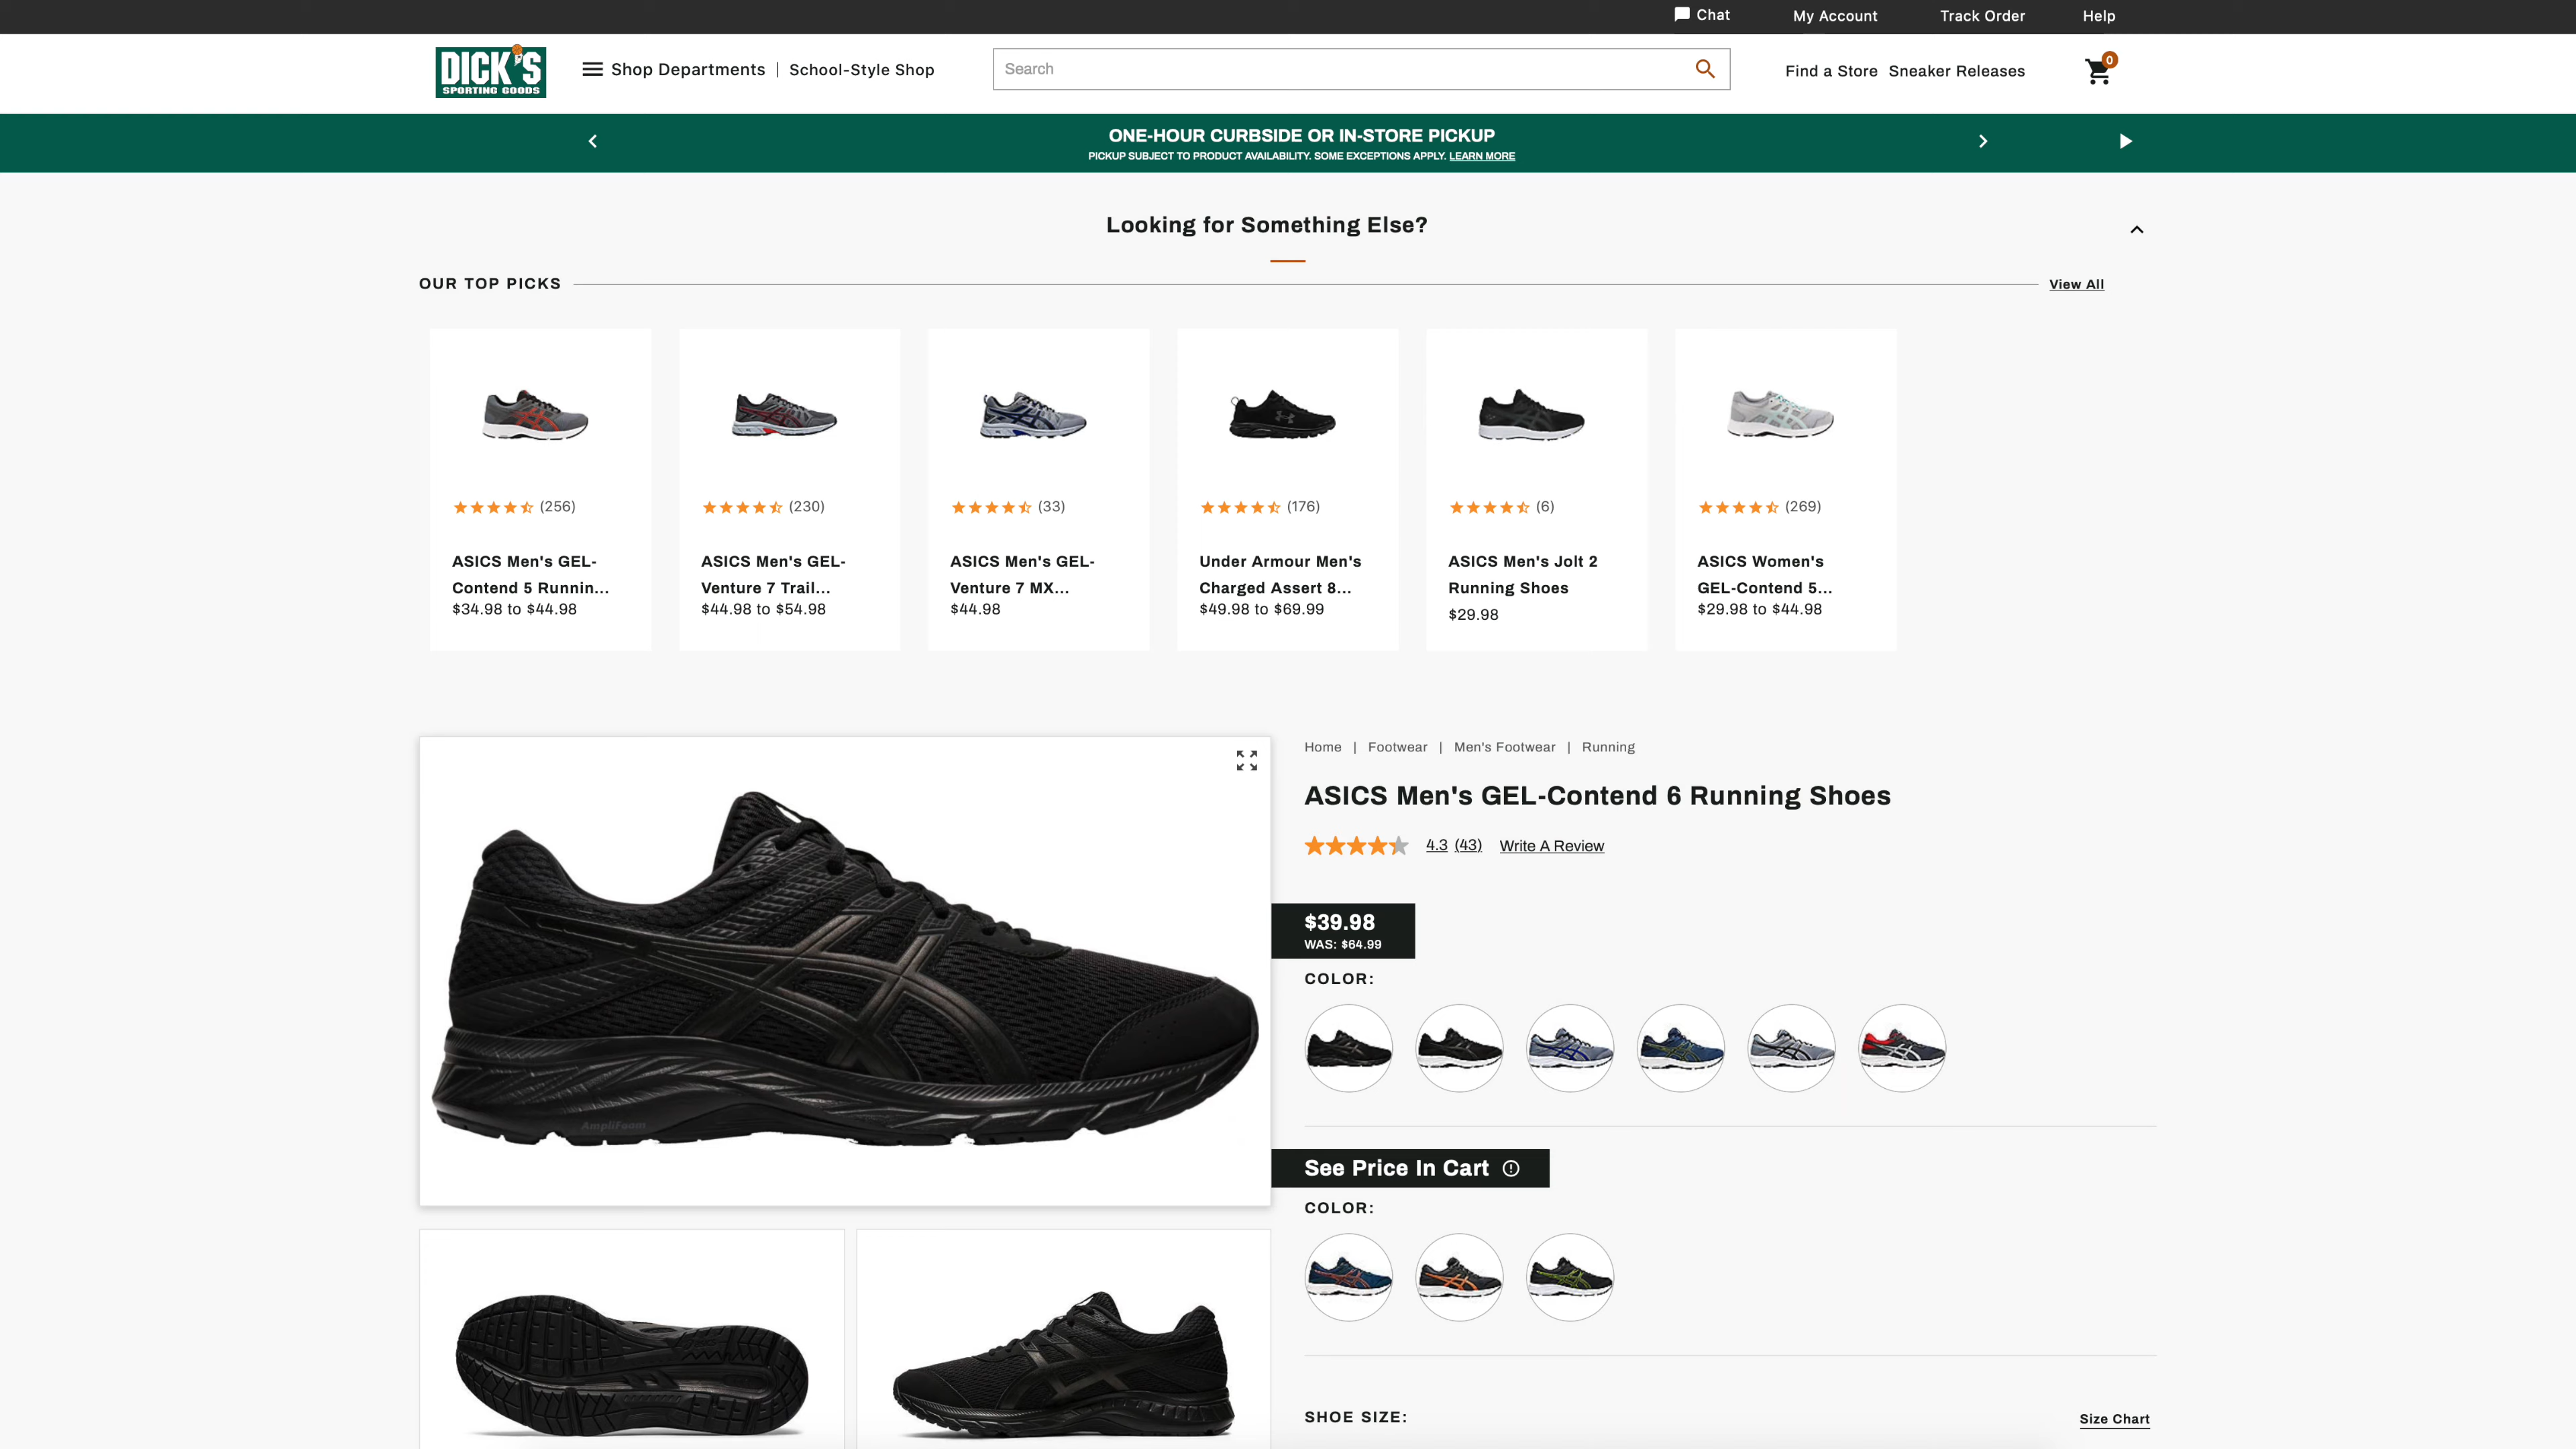 Chat
My Account
Track Order
Help
DICK'S
SPORTING GOODS
Shop Departments | School-Style Shop
Search
Find a Store
Sneaker Releases
0
ONE-HOUR CURBSIDE OR IN-STORE PICKUP
PICKUP SUBJECT TO PRODUCT AVAILABILITY. SOME EXCEPTIONS APPLY. LEARN MORE
Looking for Something Else?
OUR TOP PICKS
View All
(256)
ASICS Men's GEL-
Contend 5 Runnin...
$34.98 to $44.98
(230)
ASICS Men's GEL-
Venture 7 Trail...
$44.98 to $54.98
(33)
ASICS Men's GEL-
Venture 7 MX...
$44.98
(176)
Under Armour Men's
Charged Assert 8...
$49.98 to $69.99
(6)
ASICS Men's Jolt 2
Running Shoes
$29.98
(269)
ASICS Women's
GEL-Contend 5...
$29.98 to $44.98
AmpliFoam
Home | Footwear | Men's Footwear | Running
ASICS Men's GEL-Contend 6 Running Shoes
4.3 (43) Write A Review
$39.98
WAS: $64.99
COLOR:
See Price In Cart
COLOR:
SHOE SIZE:
Size Chart